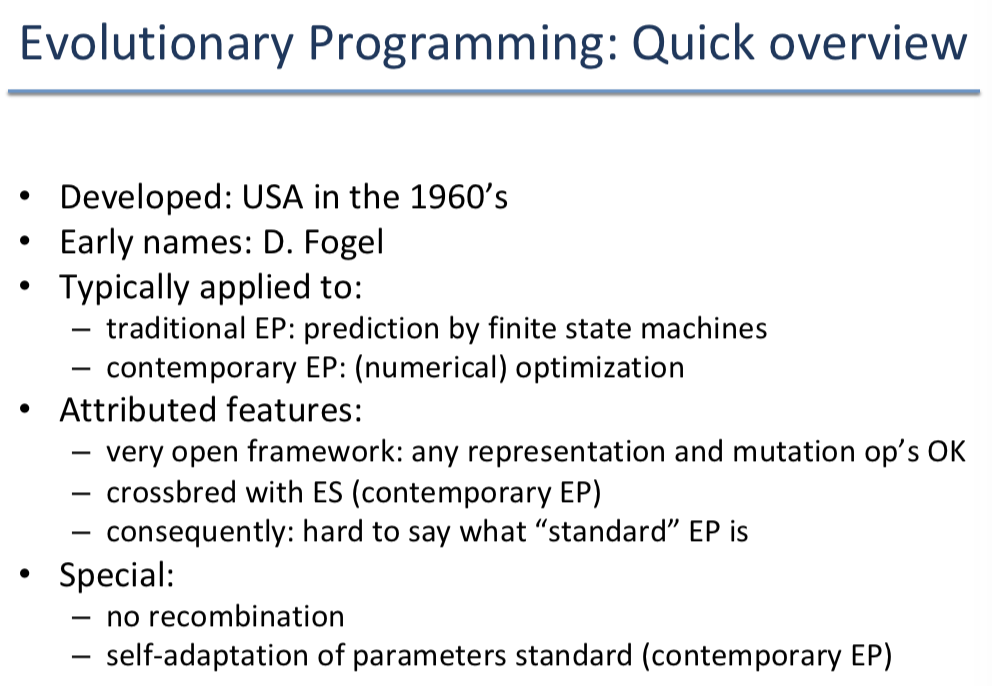 Evolutionary Programming: Quick overview
• Developed: USA in the 1960’s
• Early names: D. Fogel
• Typically applied to:
– traditional EP: prediction by finite state machines
– contemporary EP: (numerical) optimization
• Attributed features:
– very open framework: any representation and mutation op’s OK
– crossbred with ES (contemporary EP)
– consequently: hard to say what “standard” EP is
• Special:
– no recombination
– self-adaptation of parameters standard (contemporary EP)